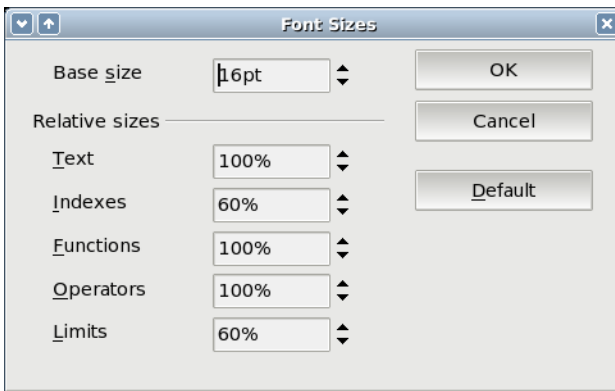 Font Sizes
Base size 16pt OK
Relative sizes Cancel
Text 100%
Indexes 60% Default
Functions 100%
Operators 100%
Limits 60%